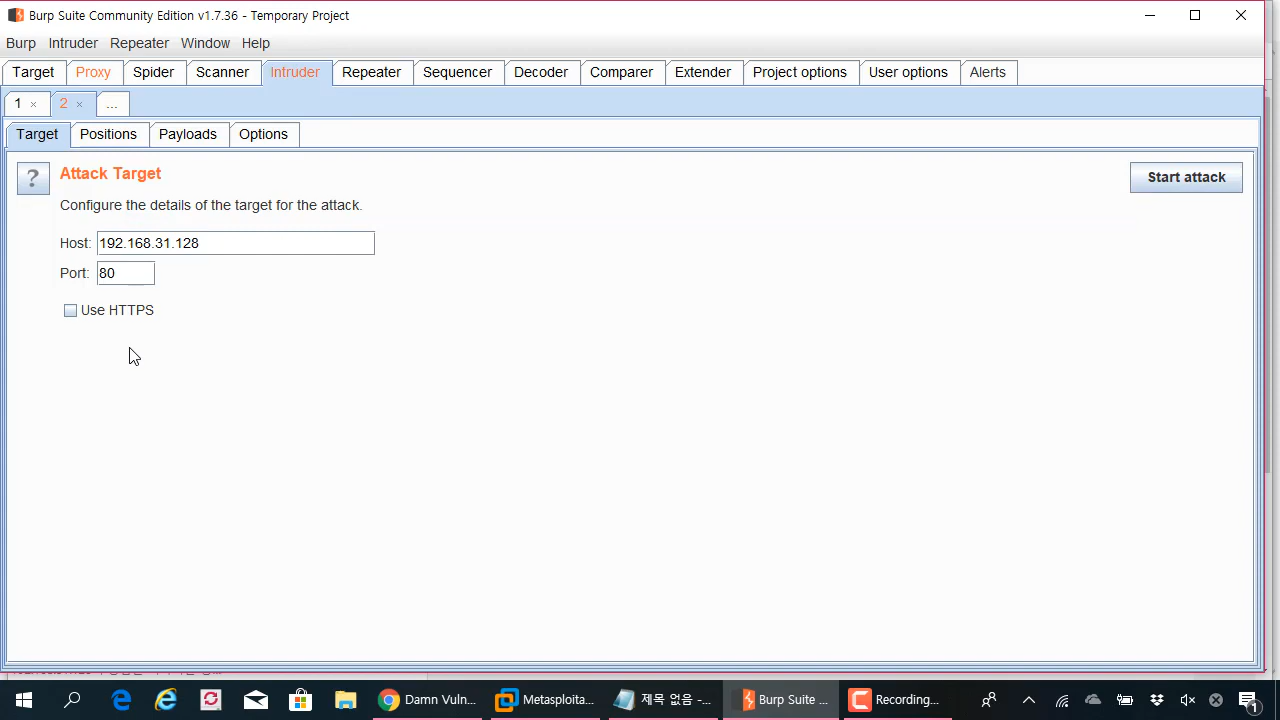 Burp Suite Community Edition v1.7.36 - Temporary Project
Burp Intruder Repeater Window Help
Target Proxy Spider Scanner Intruder Repeater Sequencer Decoder Comparer Extender Project options User options Alerts
1 × 2 × ...
Target Positions Payloads Options
? Attack Target Start attack
Configure the details of the target for the attack.
Host: 192.168.31.128
Port: 80
Use HTTPS
Damn Vuln... Metasploita... 제목 없음 -... Burp Suite ... Recording... 1